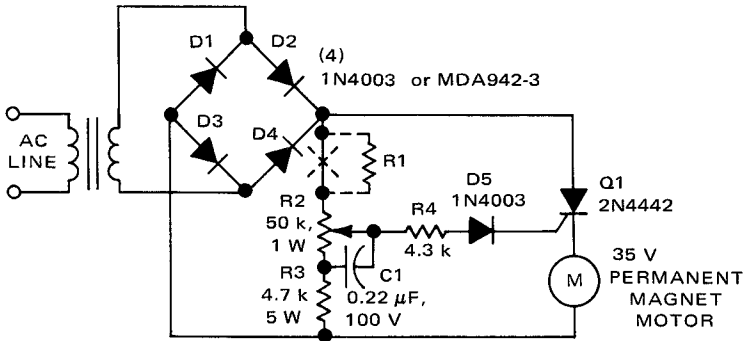 D1
D2
(4)
1N4003 or MDA942-3
AC
LINE
D3
D4
R1
D5
1N4003
Q1
2N4442
R2
50 k,
1 W
R4
4.3 k
R3
4.7 k
5 W
C1
0.22 μF,
100 V
M
35 V
PERMANENT
MAGNET
MOTOR